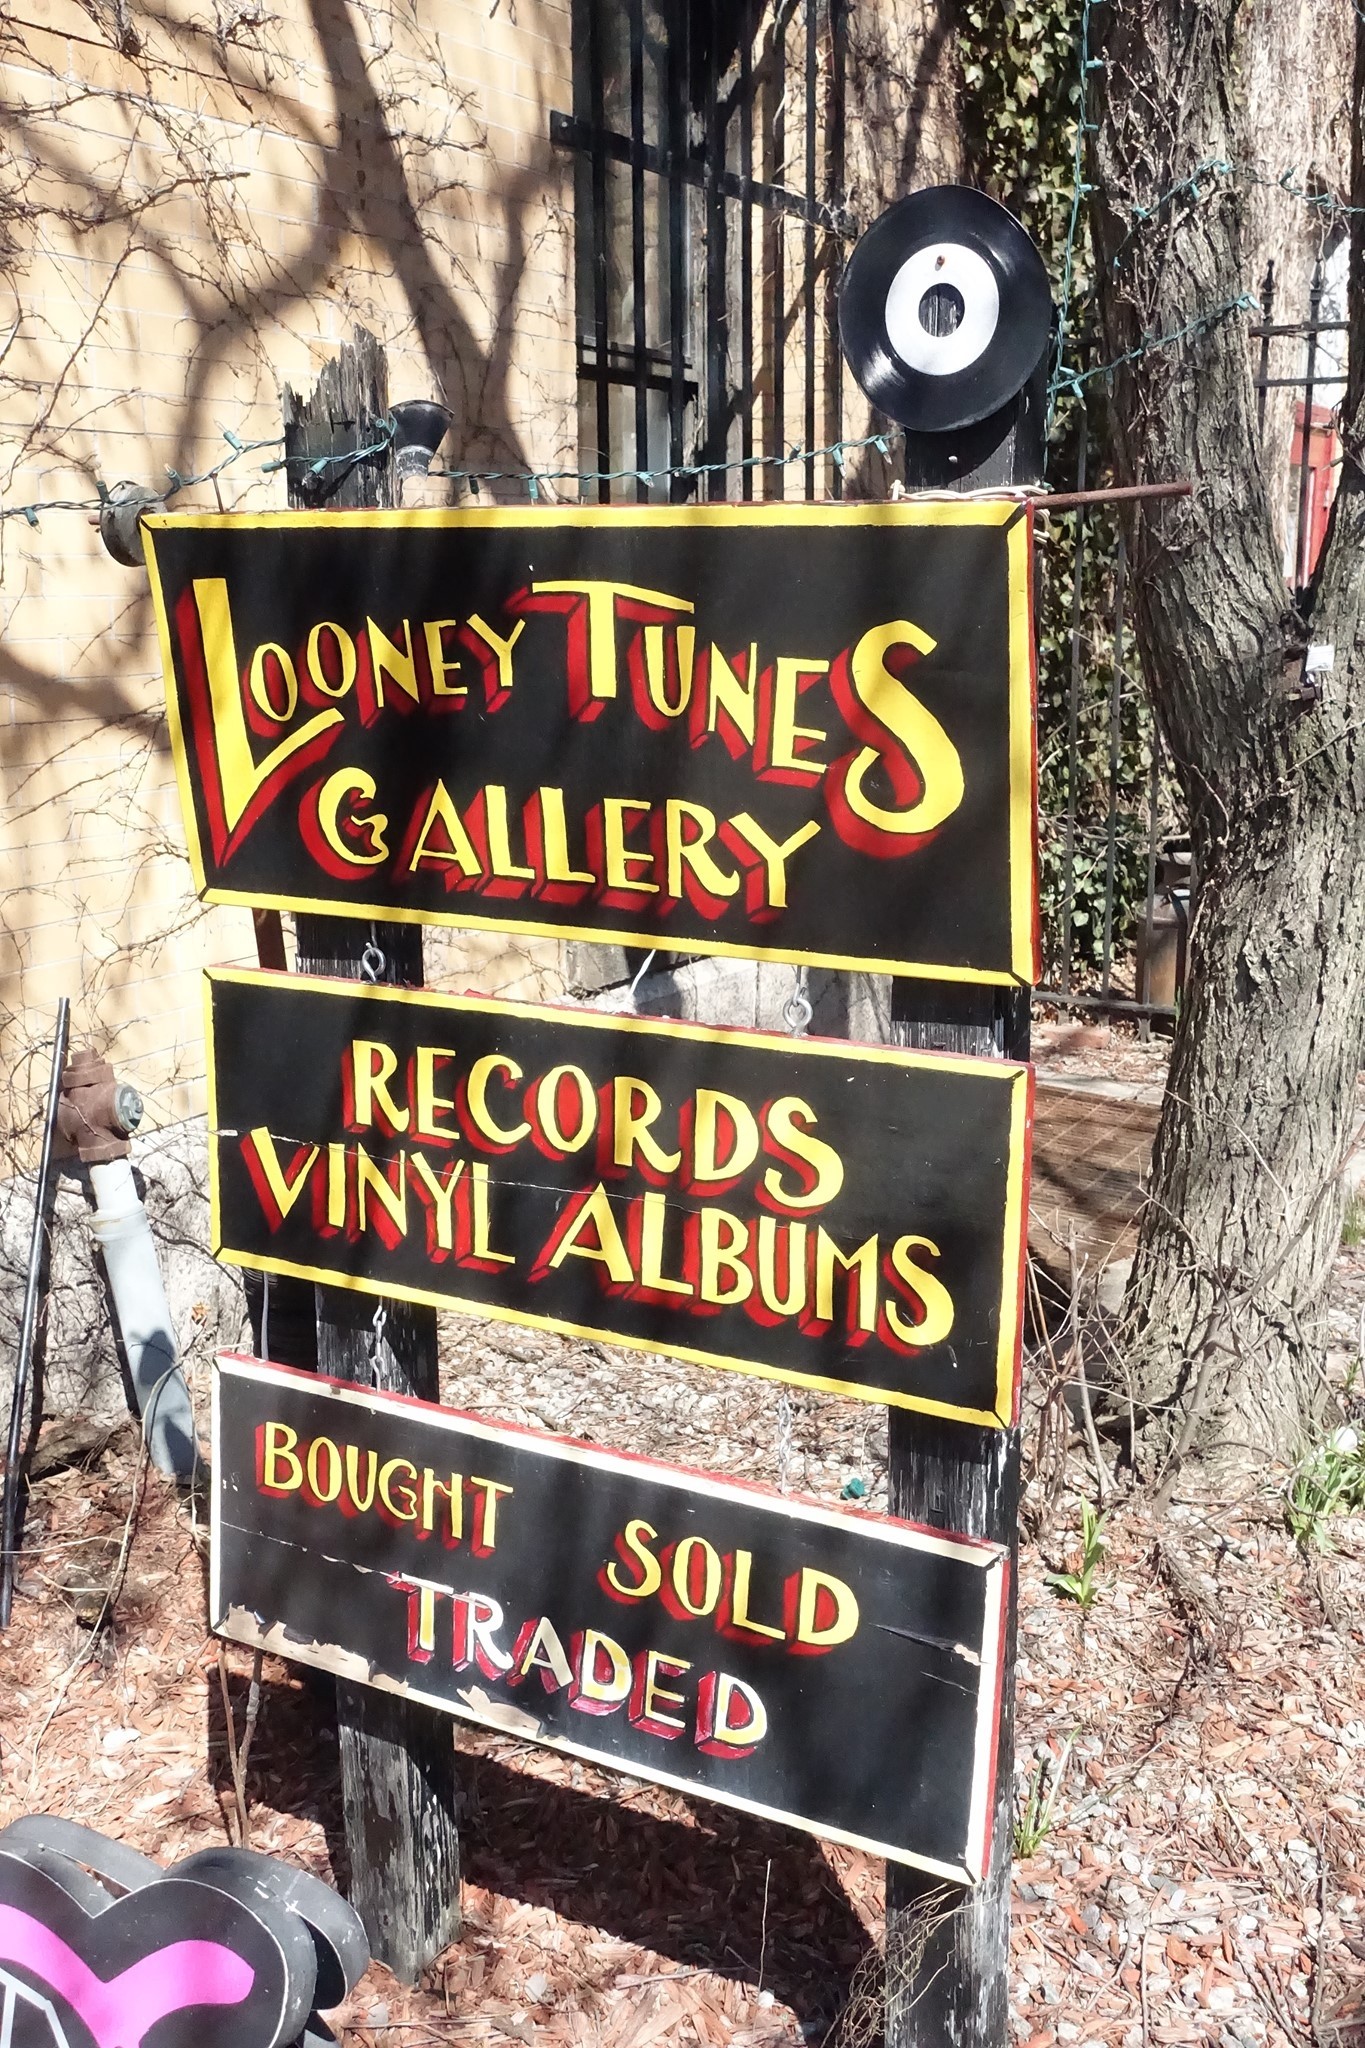 LOONEY TUNES
GALLERY
RECORDS
VINYL ALBUMS
BOUGHT SOLD
TRADED